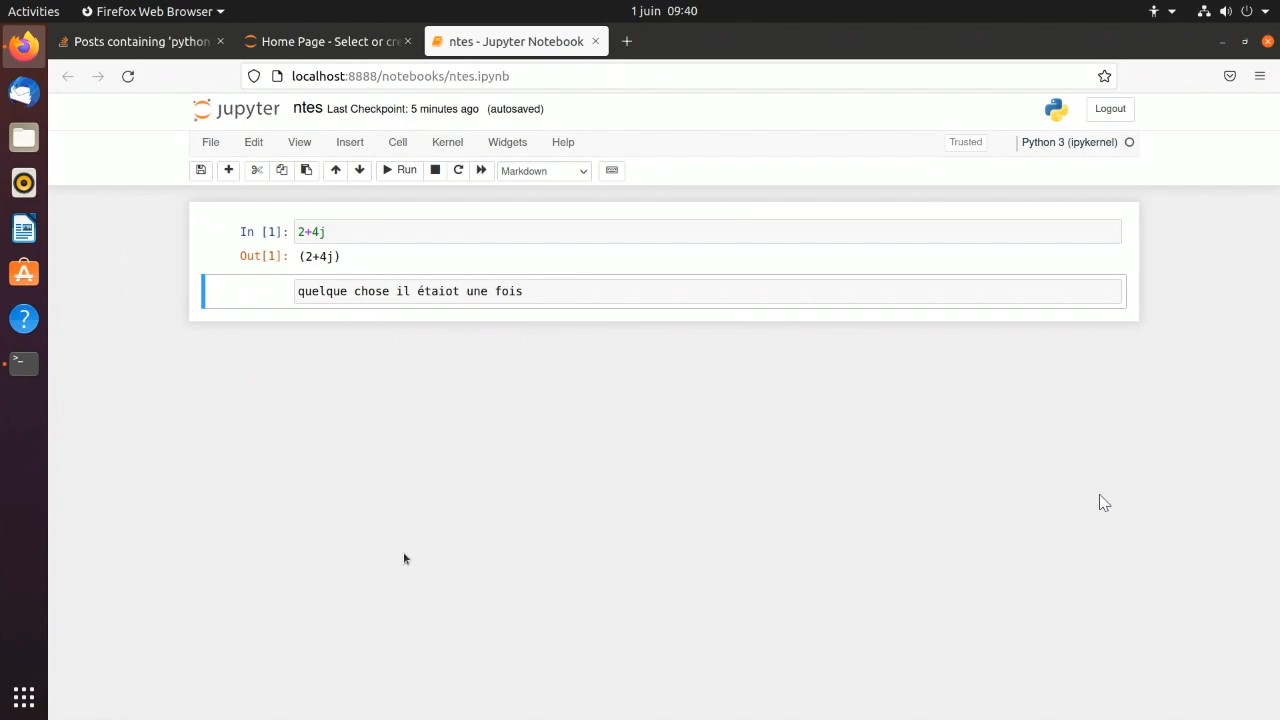 Activities Firefox Web Browser 1 juin 09:40
Posts containing 'python Home Page - Select or cre ntes - Jupyter Notebook
localhost:8888/notebooks/ntes.ipynb
jupyter ntes Last Checkpoint: 5 minutes ago (autosaved) Logout
File Edit View Insert Cell Kernel Widgets Help Trusted Python 3 (ipykernel)
Run Markdown
In [1]: 2+4j
Out[1]: (2+4j)
quelque chose il étaiot une fois